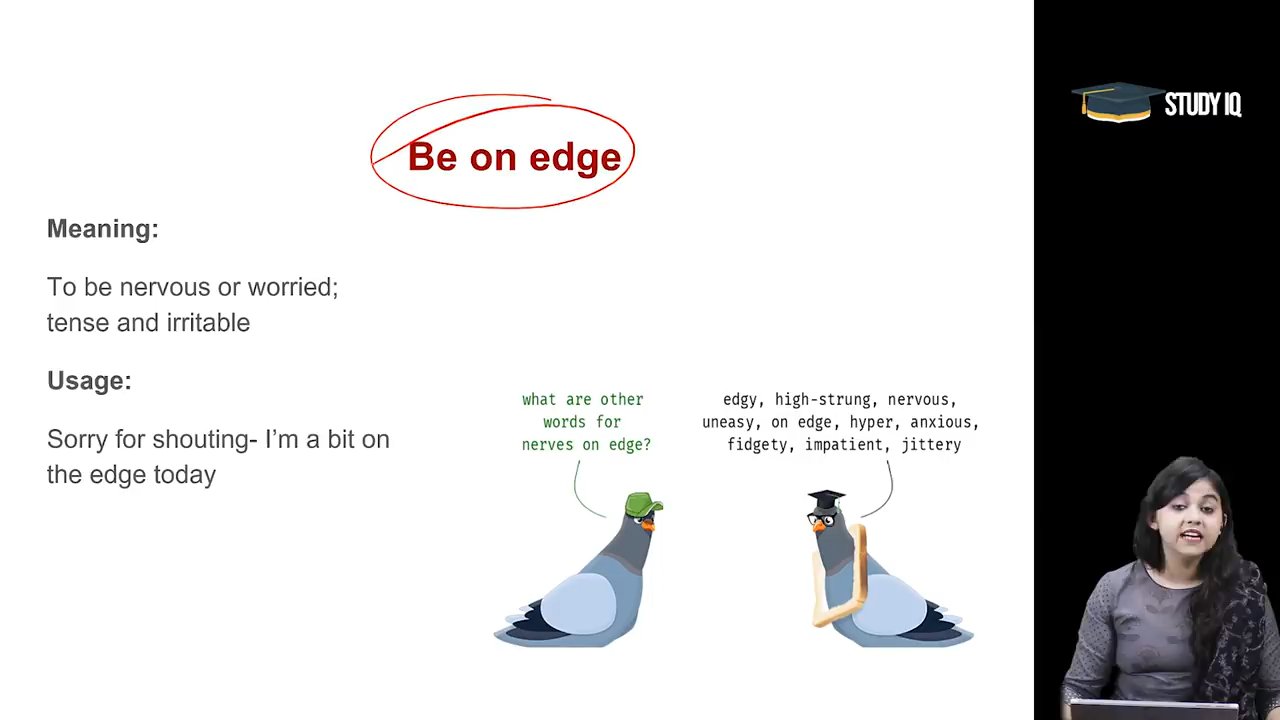 STUDY IQ
Be on edge
Meaning:
To be nervous or worried;
tense and irritable
Usage:
Sorry for shouting- I'm a bit on
the edge today
what are other
words for
nerves on edge?
edgy, high-strung, nervous,
uneasy, on edge, hyper, anxious,
fidgety, impatient, jittery